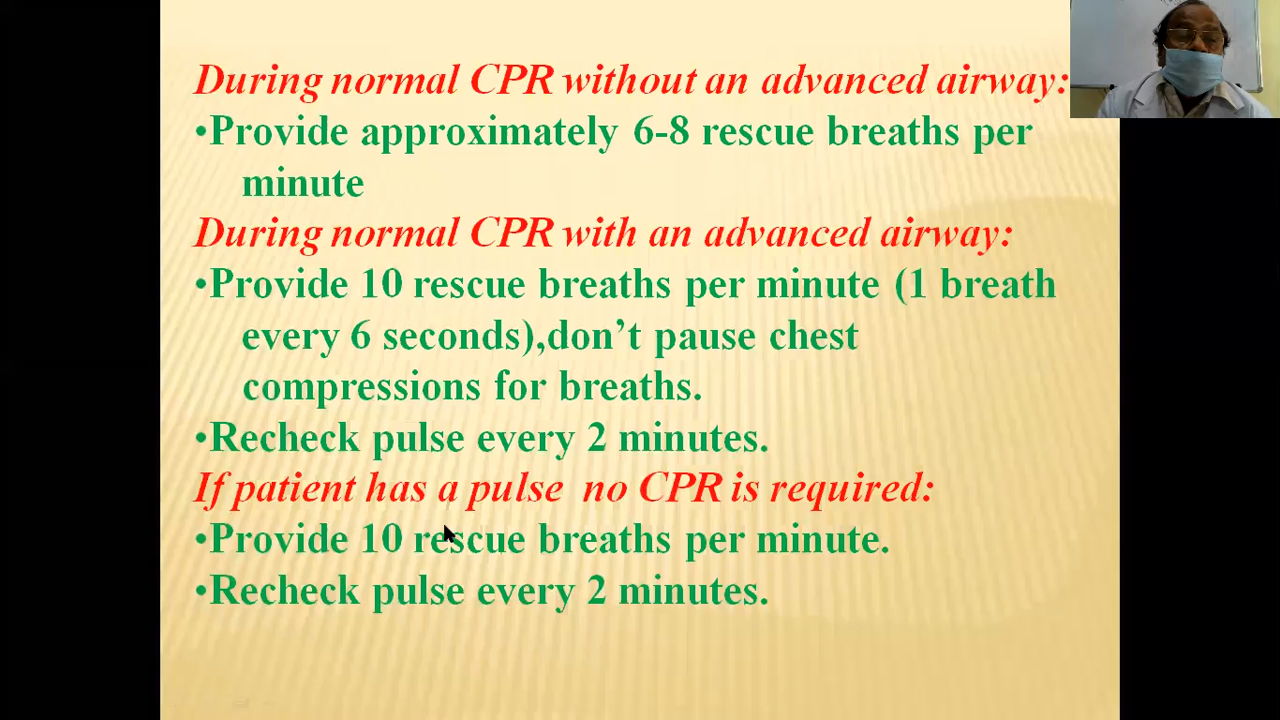 During normal CPR without an advanced airway:
•Provide approximately 6-8 rescue breaths per
minute
During normal CPR with an advanced airway:
•Provide 10 rescue breaths per minute (1 breath
every 6 seconds),don’t pause chest
compressions for breaths.
•Recheck pulse every 2 minutes.
If patient has a pulse  no CPR is required:
•Provide 10 rescue breaths per minute.
•Recheck pulse every 2 minutes.